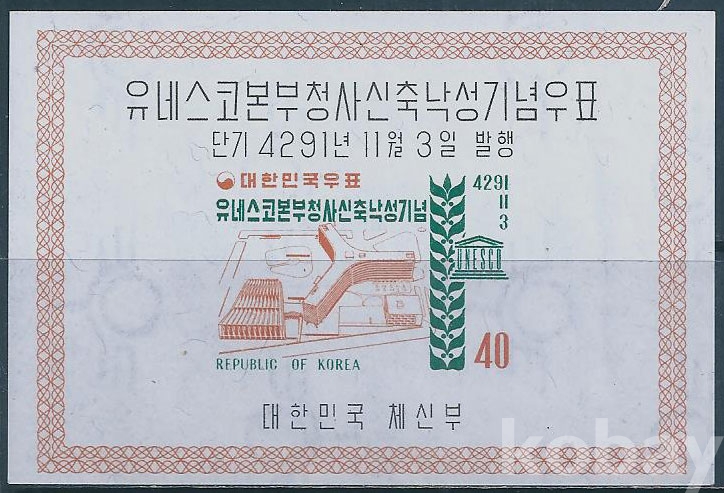 유네스코본부청사신축낙성기념우표
단기 4291년 11월 3일 발행
대한민국우표
유네스코본부청사신축낙성기념
4291
11
3
UNESCO
40
REPUBLIC OF KOREA
대한민국 체신부
kobay